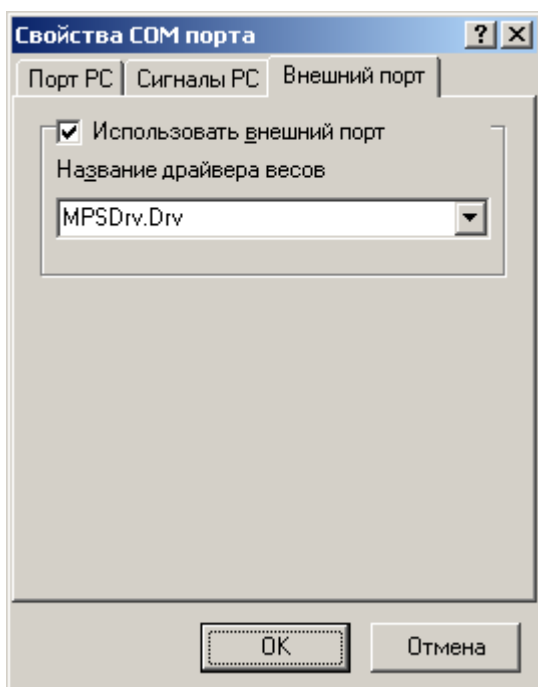 Свойства COM порта
Порт PC Сигналы PC Внешний порт
Использовать внешний порт
Название драйвера весов
MPSDrv.Drv
OK Отмена